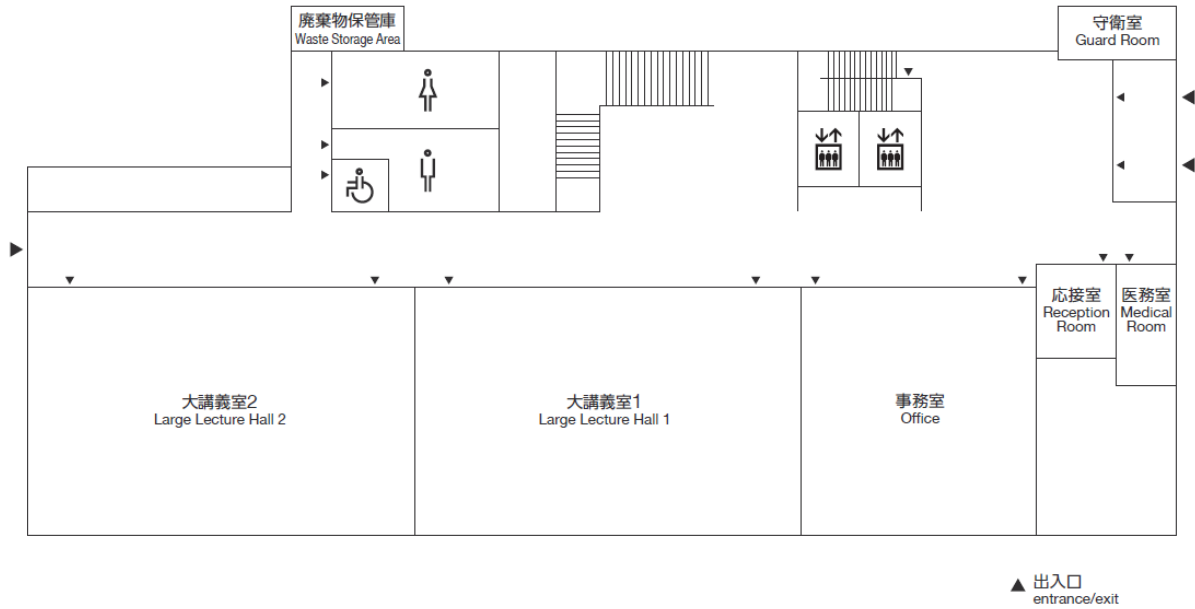 廃棄物保管庫
Waste Storage Area
守衛室
Guard Room
応接室
Reception
Room
医務室
Medical
Room
大講義室2
Large Lecture Hall 2
大講義室1
Large Lecture Hall 1
事務室
Office
出入口
entrance/exit